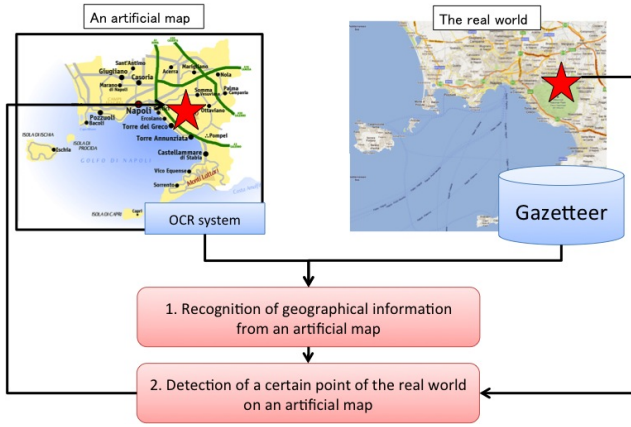 An artificial map
The real world
Sant'Antimo
Giugliano
Acerra
Marigliano
Casoria
Nola
Marano
di Napoli
Somma
Vesuviana
Palma
Campania
Napoli
Ottaviano
Pozzuoli
Ercolano
Bacoli
Torre del Greco
Pompei
ISOLA DI ISCHIA
Torre Annunziata
ISOLA DI
PROCIDA
Ischia
GOLFO DI NAPOLI
Castellammare
di Stabia
Vico Equense
Monti Lattari
Sorrento
ISOLA DI CAPRI
Capri
OCR system
Gazetteer
1. Recognition of geographical information
from an artificial map
2. Detection of a certain point of the real world
on an artificial map